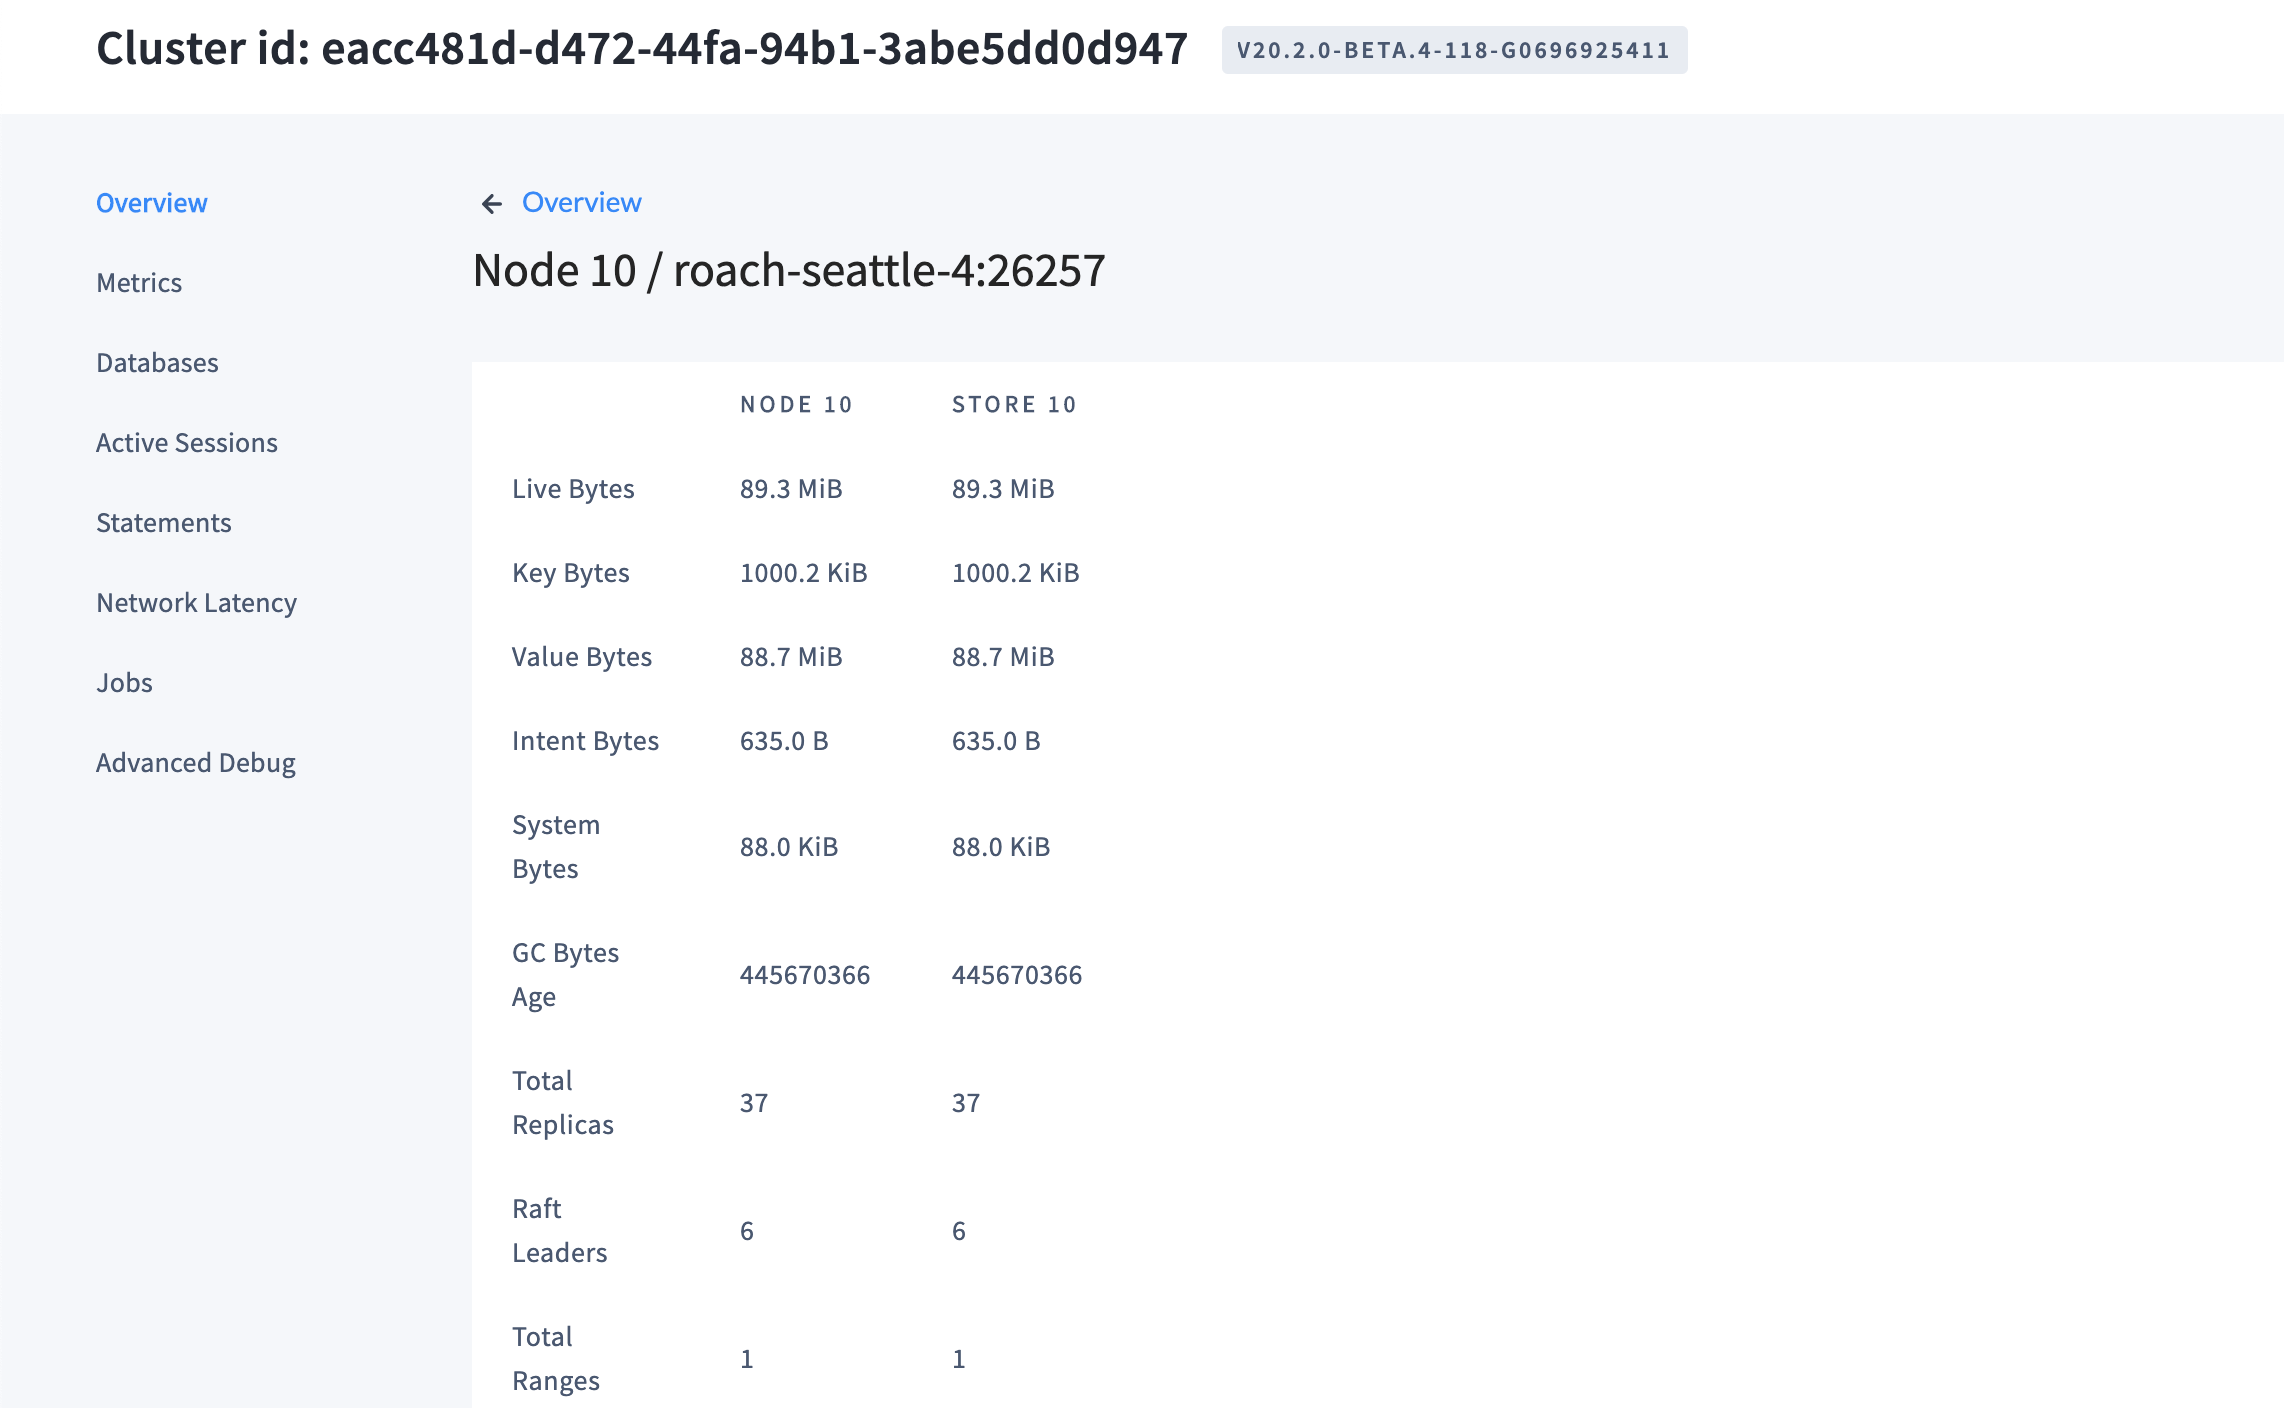 Cluster id: eacc481d-d472-44fa-94b1-3abe5dd0d947 V20.2.0-BETA.4-118-G0696925411
Overview
Metrics
Databases
Active Sessions
Statements
Network Latency
Jobs
Advanced Debug
← Overview
Node 10 / roach-seattle-4:26257
NODE 10 STORE 10
Live Bytes 89.3 MiB 89.3 MiB
Key Bytes 1000.2 KiB 1000.2 KiB
Value Bytes 88.7 MiB 88.7 MiB
Intent Bytes 635.0 B 635.0 B
System
Bytes 88.0 KiB 88.0 KiB
GC Bytes
Age 445670366 445670366
Total
Replicas 37 37
Raft
Leaders 6 6
Total
Ranges 1 1